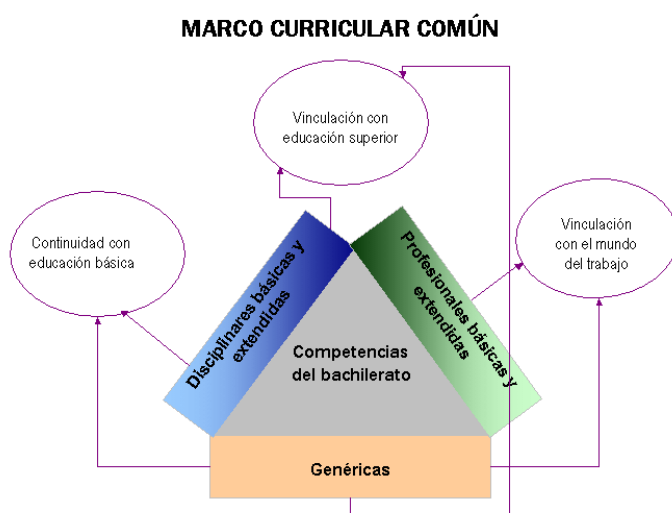 MARCO CURRICULAR COMÚN
Vinculación con
educación superior
Continuidad con
educación básica
Vinculación
con el mundo
del trabajo
Disciplinares básicas y
extendidas
Profesionales básicas y
extendidas
Competencias
del bachilerato
Genéricas